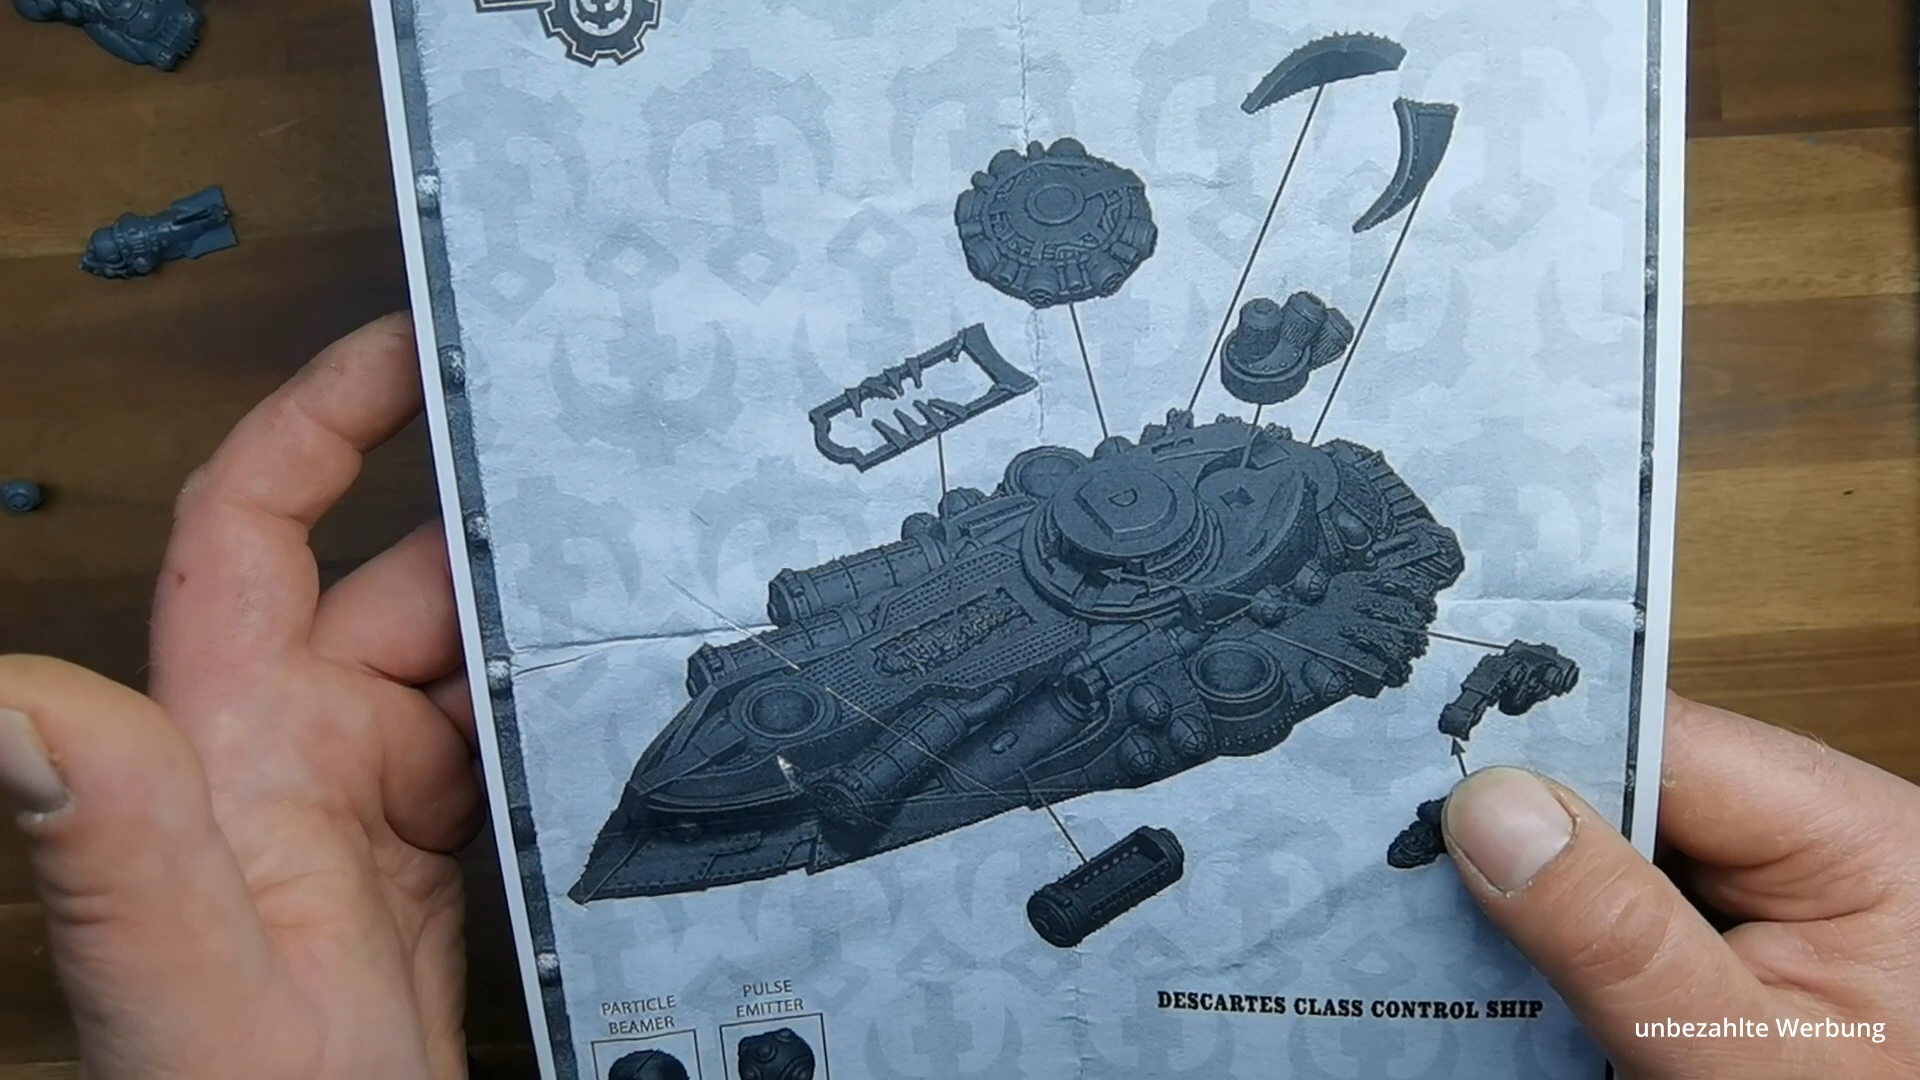 D
PARTICLE
BEAMER
PULSE
EMITTER
DESCARTES CLASS CONTROL SHIP
unbezahlte Werbung